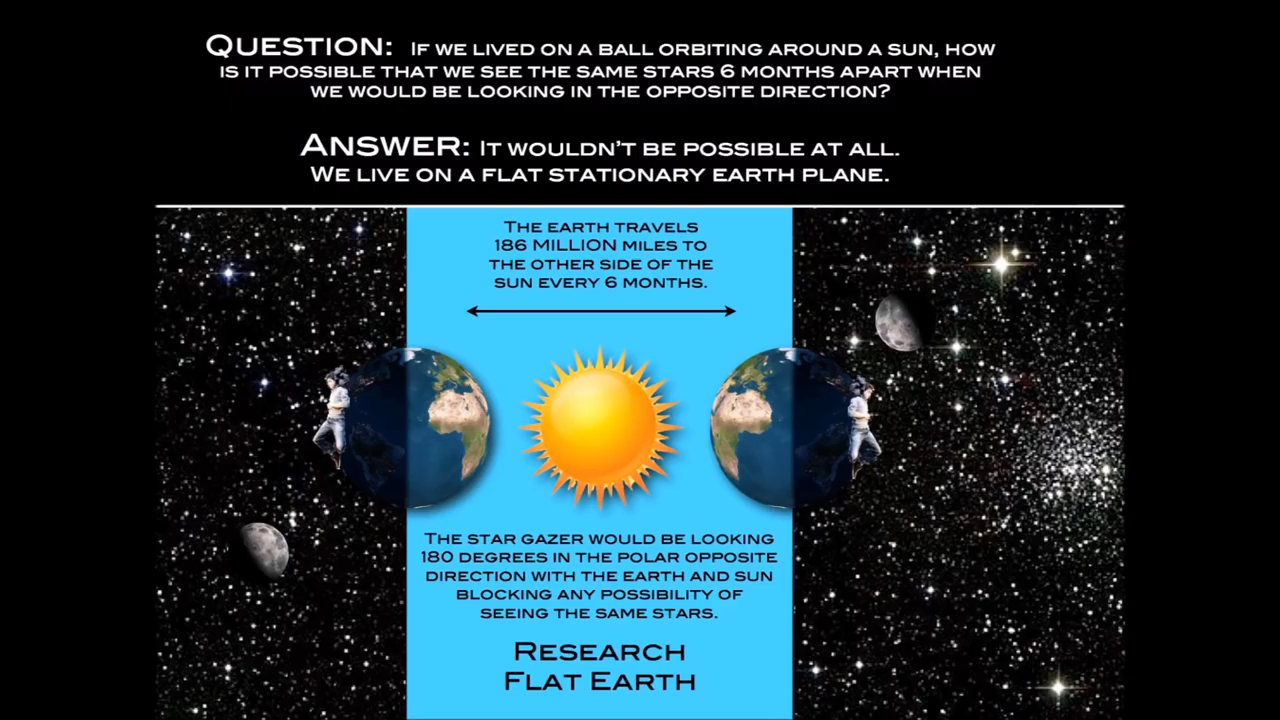 QUESTION: IF WE LIVED ON A BALL ORBITING AROUND A SUN, HOW
IS IT POSSIBLE THAT WE SEE THE SAME STARS 6 MONTHS APART WHEN
WE WOULD BE LOOKING IN THE OPPOSITE DIRECTION?
ANSWER: IT WOULDN'T BE POSSIBLE AT ALL.
WE LIVE ON A FLAT STATIONARY EARTH PLANE.
THE EARTH TRAVELS
186 MILLION MILES TO
THE OTHER SIDE OF THE
SUN EVERY 6 MONTHS.
THE STAR GAZER WOULD BE LOOKING
180 DEGREES IN THE POLAR OPPOSITE
DIRECTION WITH THE EARTH AND SUN
BLOCKING ANY POSSIBILITY OF
SEEING THE SAME STARS.
RESEARCH
FLAT EARTH